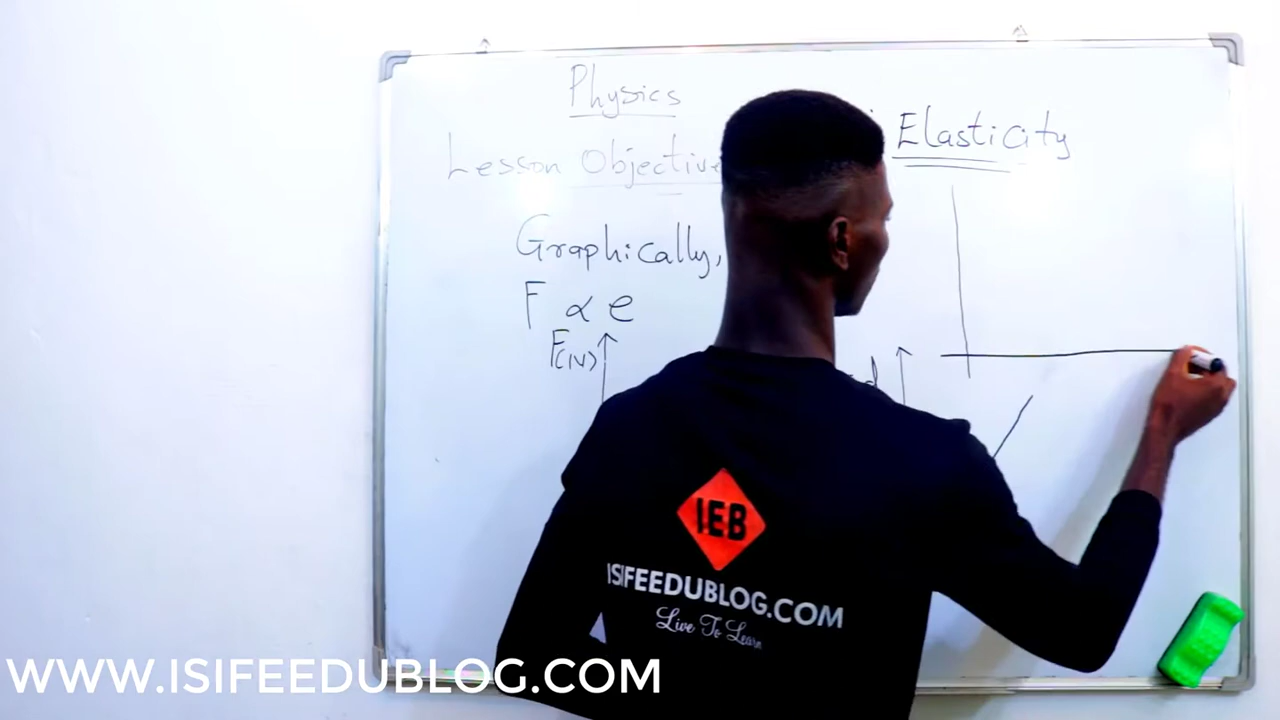 Physics
Elasticity
Lesson Objective
Graphically,
F ∝ e
F(N)
IEB
ISIFEEDUBLOG.COM
Live To Learn
WWW.ISIFEEDUBLOG.COM